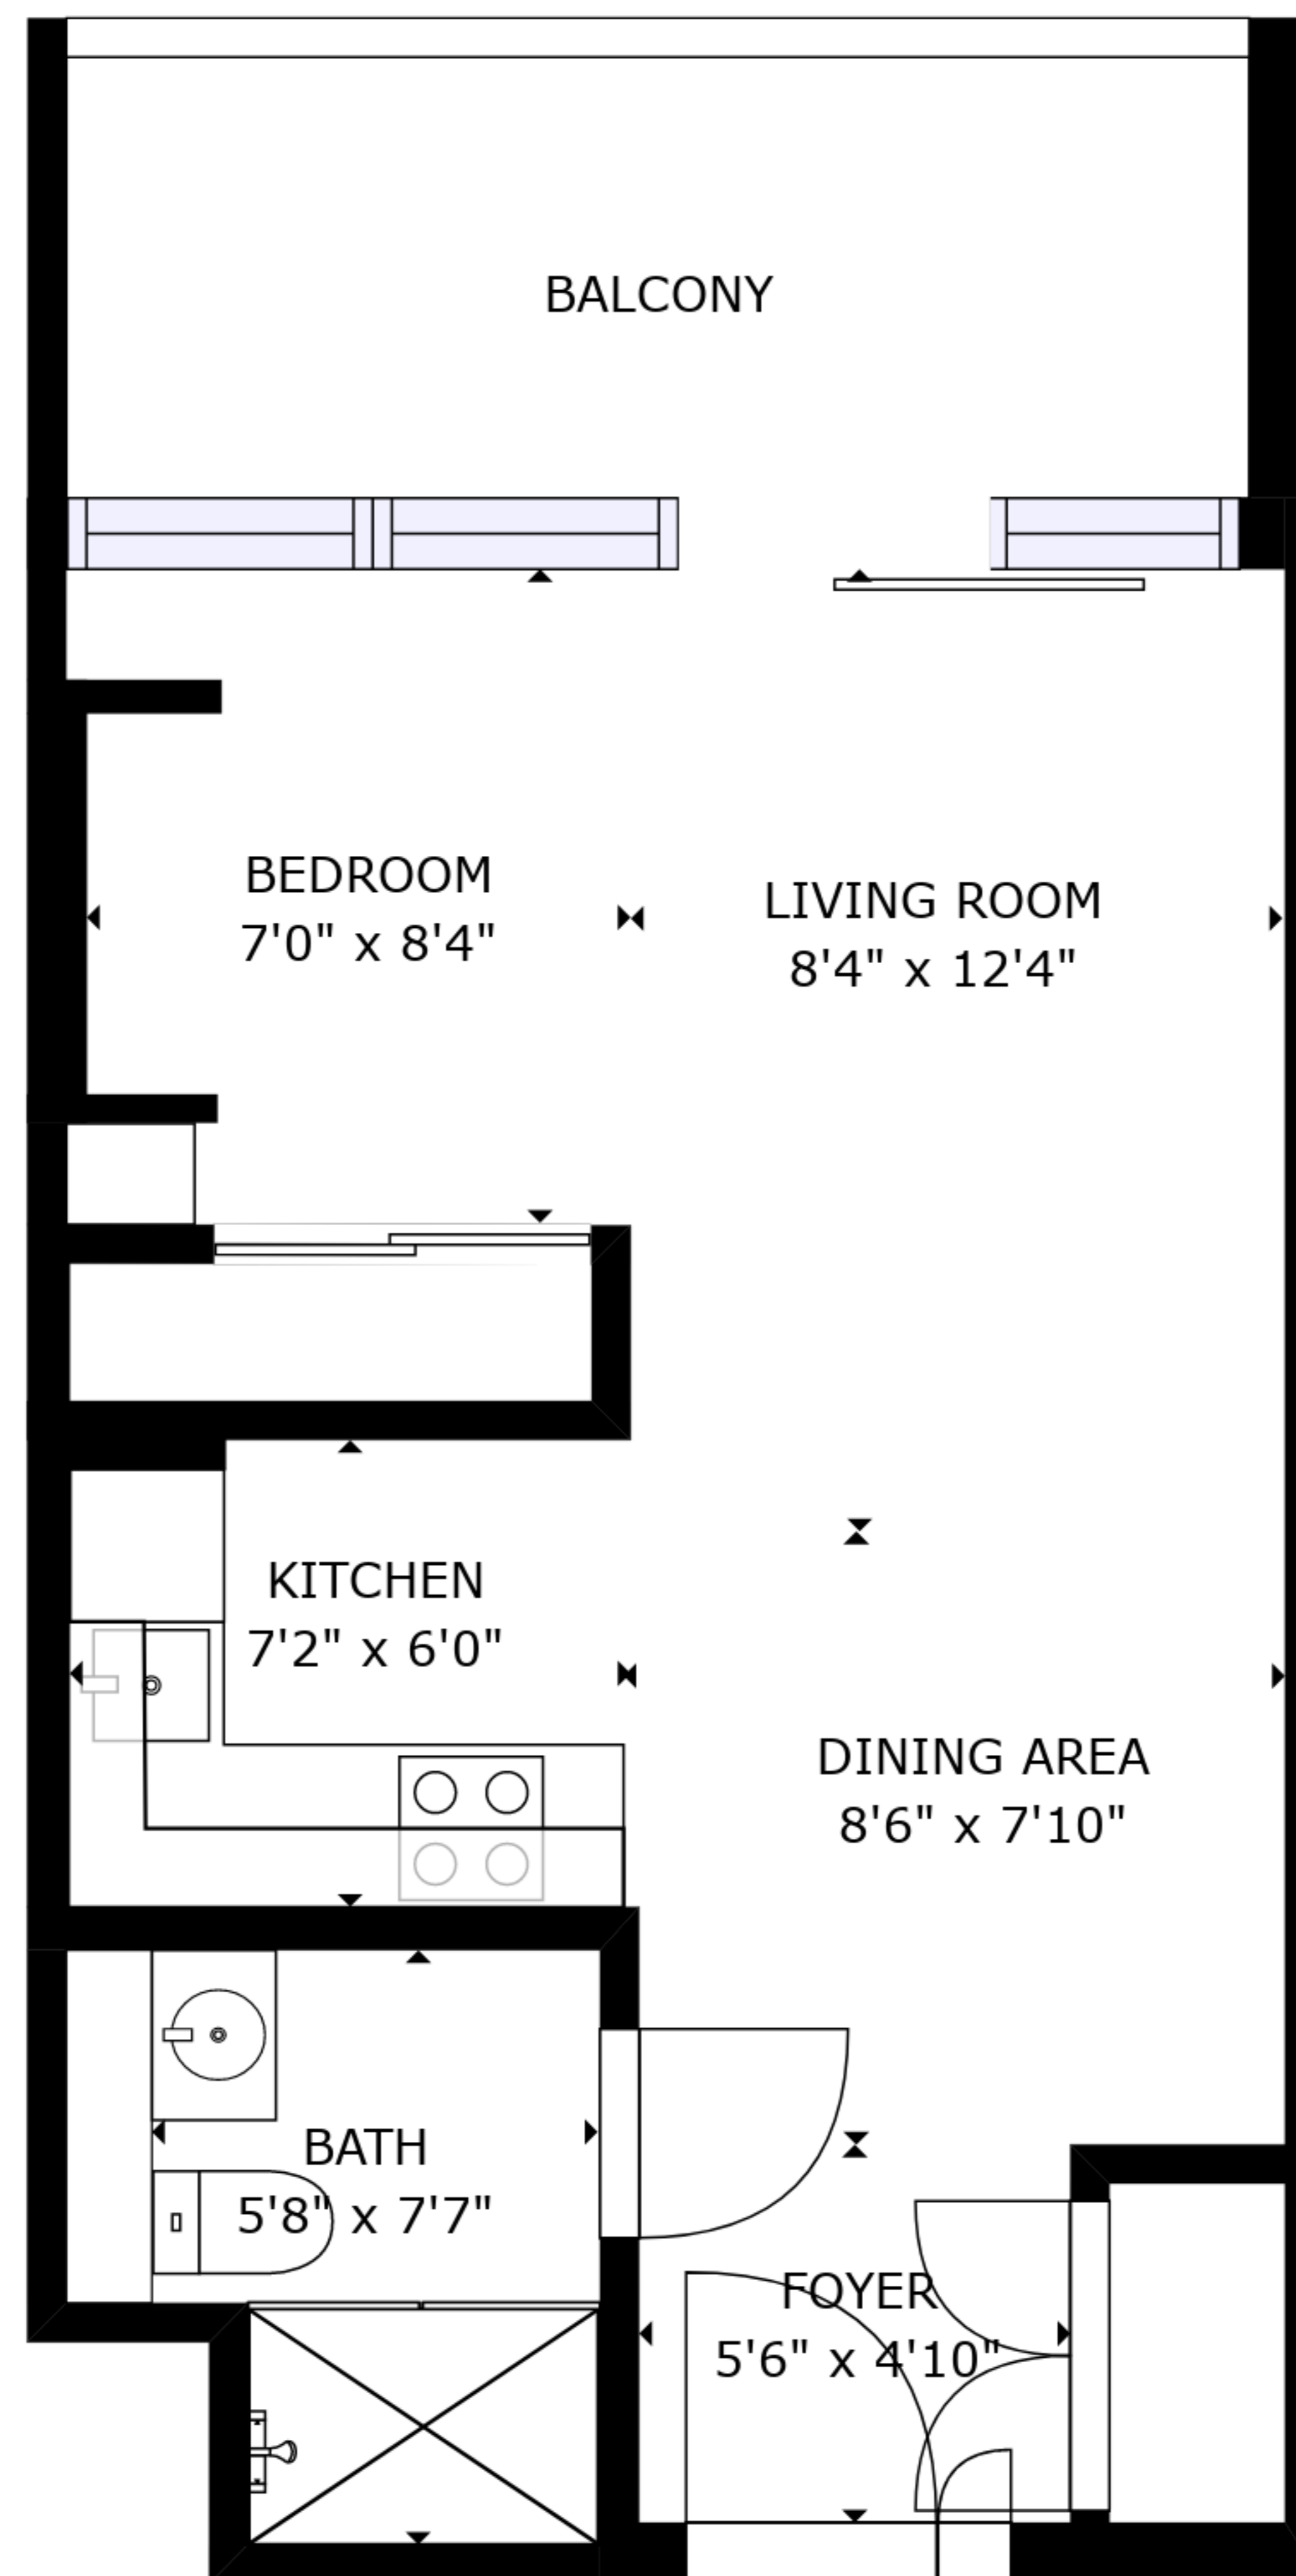 BALCONY
BEDROOM
7'0" x 8'4"
LIVING ROOM
8'4" x 12'4"
KITCHEN
7'2" x 6'0"
DINING AREA
8'6" x 7'10"
BATH
5'8" x 7'7"
FOYER
5'6" x 4'10"